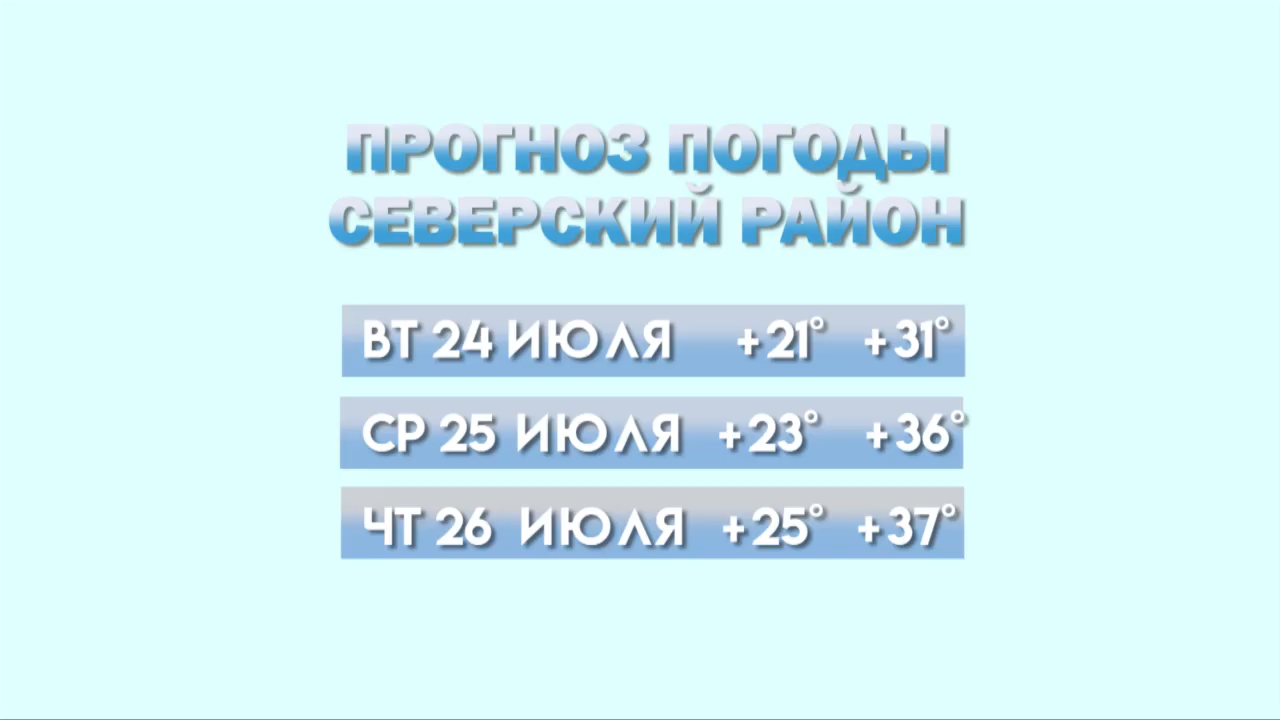 ПРОГНОЗ ПОГОДЫ
СЕВЕРСКИЙ РАЙОН
ВТ 24 ИЮЛЯ +21° +31°
СР 25 ИЮЛЯ +23° +36°
ЧТ 26 ИЮЛЯ +25° +37°